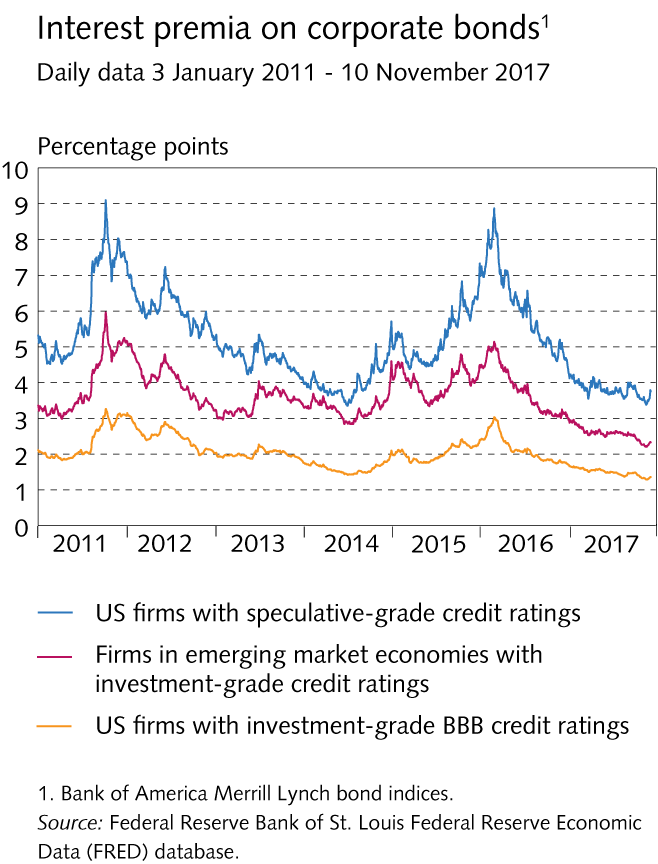 Interest premia on corporate bonds¹
Daily data 3 January 2011 - 10 November 2017
Percentage points
10
9
8
7
6
5
4
3
2
1
0
2011 2012 2013 2014 2015 2016 2017
US firms with speculative-grade credit ratings
Firms in emerging market economies with
investment-grade credit ratings
US firms with investment-grade BBB credit ratings
1. Bank of America Merrill Lynch bond indices.
Source: Federal Reserve Bank of St. Louis Federal Reserve Economic
Data (FRED) database.